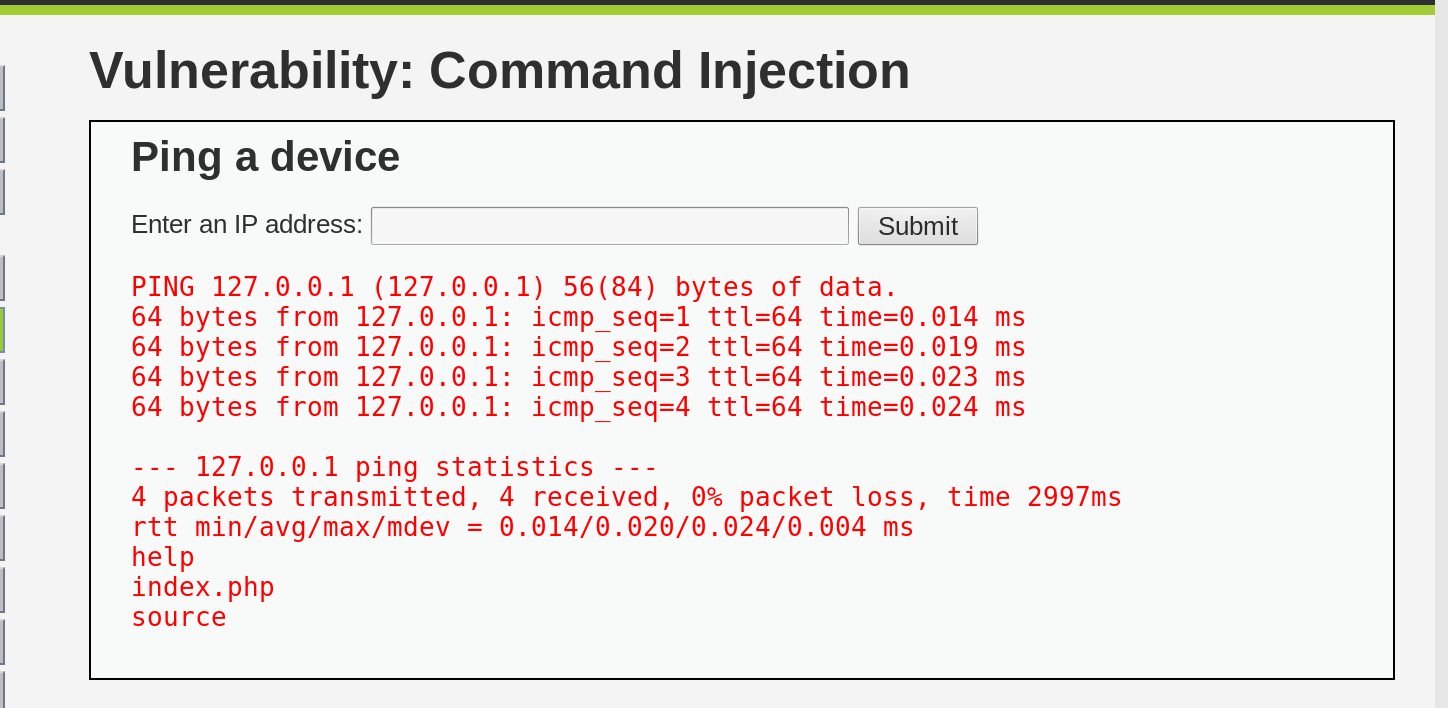 Vulnerability: Command Injection
Ping a device
Enter an IP address: Submit
PING 127.0.0.1 (127.0.0.1) 56(84) bytes of data.
64 bytes from 127.0.0.1: icmp_seq=1 ttl=64 time=0.014 ms
64 bytes from 127.0.0.1: icmp_seq=2 ttl=64 time=0.019 ms
64 bytes from 127.0.0.1: icmp_seq=3 ttl=64 time=0.023 ms
64 bytes from 127.0.0.1: icmp_seq=4 ttl=64 time=0.024 ms
--- 127.0.0.1 ping statistics ---
4 packets transmitted, 4 received, 0% packet loss, time 2997ms
rtt min/avg/max/mdev = 0.014/0.020/0.024/0.004 ms
help
index.php
source